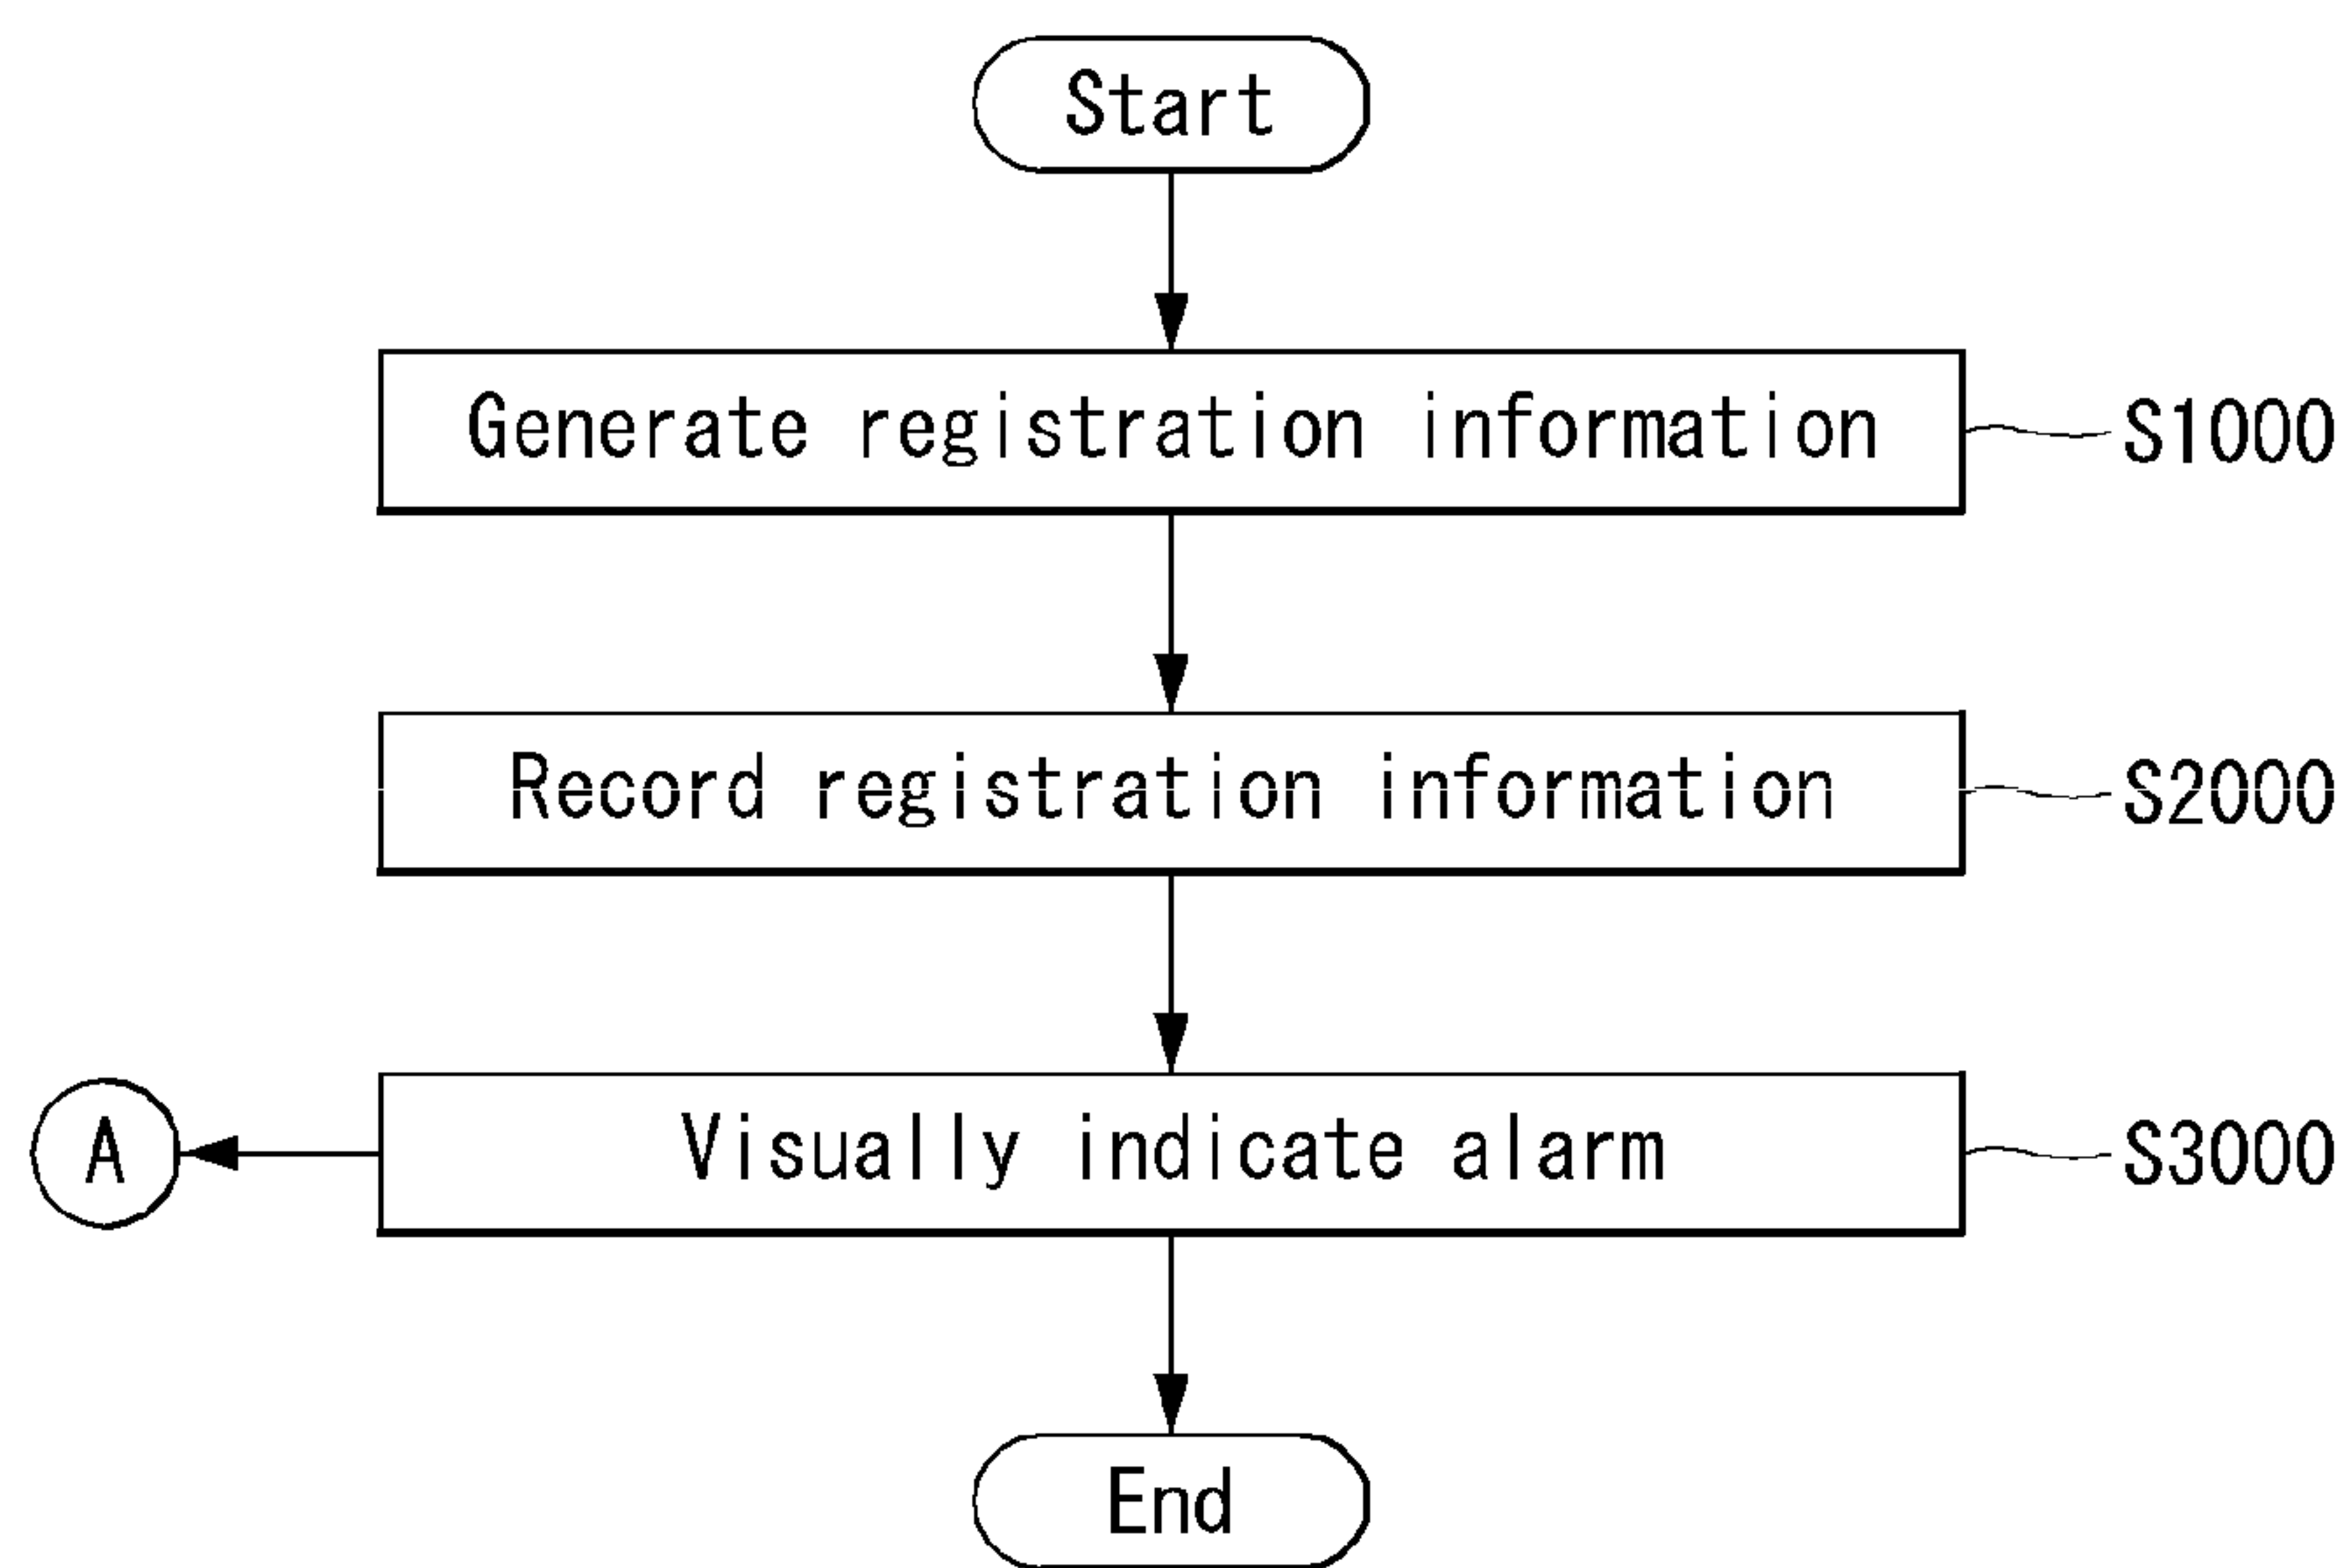 Start
Generate registration information S1000
Record registration information S2000
A Visually indicate alarm S3000
End